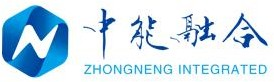 中能融合
ZHONGNENG INTEGRATED